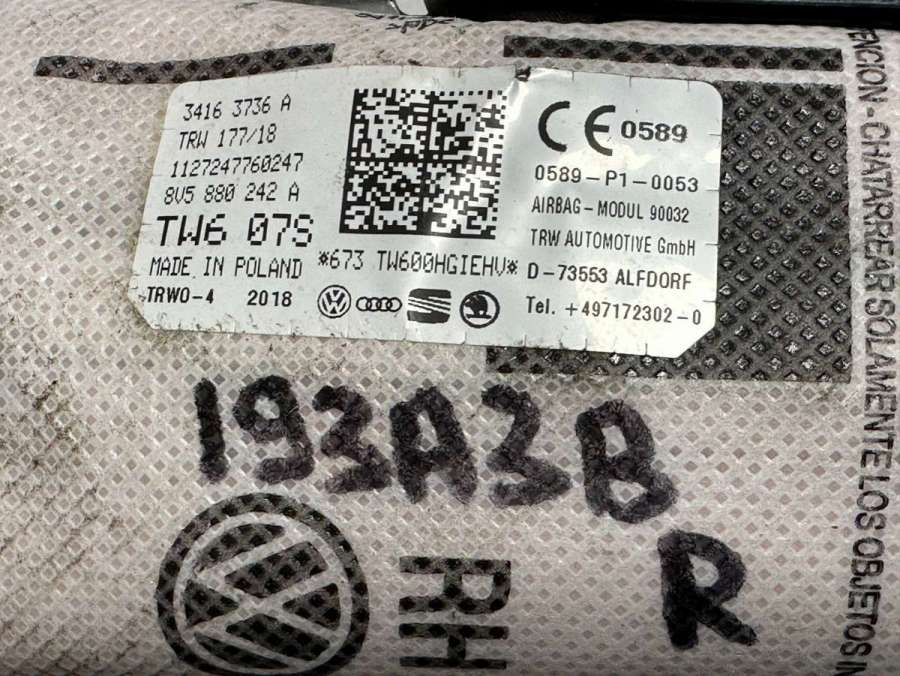 3416 3736 A
TRW 177/18
1127247760247
8V5 880 242 A
TW6 07S
MADE IN POLAND
TRWO-4 2018
*673 TW600HGIEHV*
CE 0589
0589-P1-0053
AIRBAG-MODUL 90032
TRW AUTOMOTIVE GmbH
D-73553 ALFDORF
Tel. +497172302-0
193A3B
R
RH
CHATARREAR SOLAMENTE LOS OBJETOS